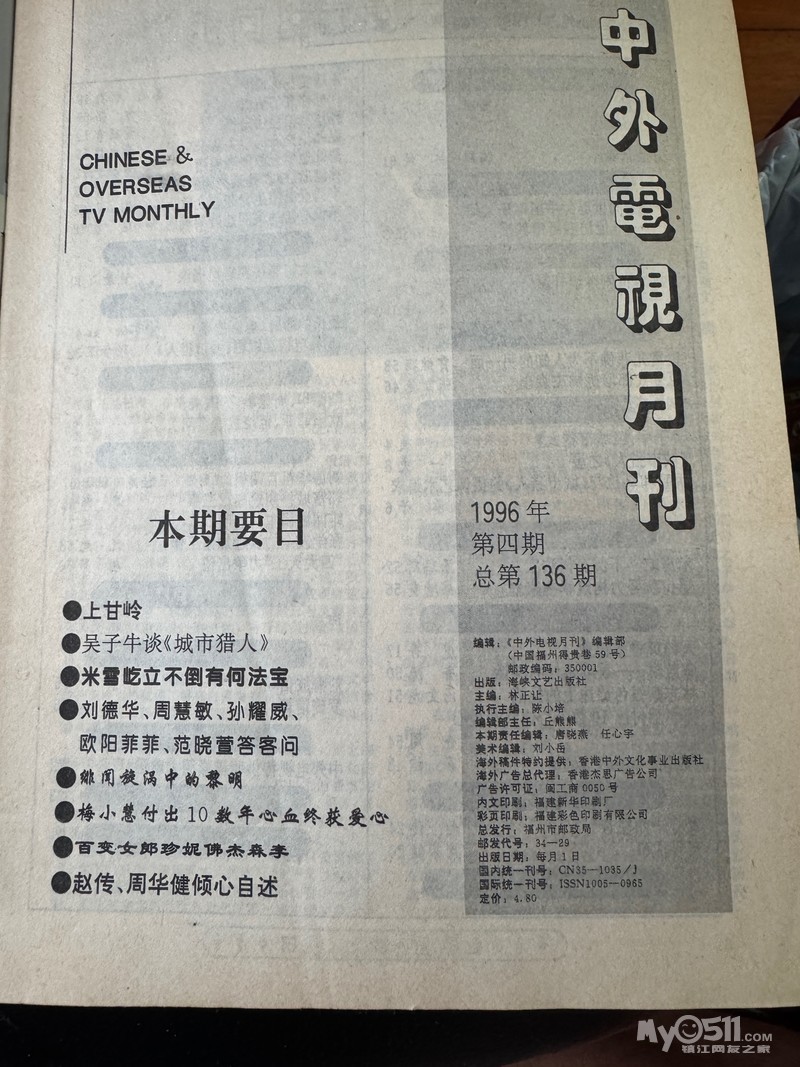 中外電視月刊
CHINESE &
OVERSEAS
TV MONTHLY
1996年
第四期
总第136期
本期要目
●上甘岭
●吴子牛谈《城市猎人》
●米雪屹立不倒有何法宝
●刘德华、周慧敏、孙耀威、
欧阳菲菲、范晓萱答客问
●绯闻旋涡中的黎明
●梅小慧付出10数年心血终获爱心
●百变女郎珍妮佛杰森李
●赵传、周华健倾心自述
编辑:《中外电视月刊》编辑部
(中国福州得贵巷59号)
邮政编码:350001
出版:海峡文艺出版社
主编:林正让
执行主编:陈小培
编辑部主任:丘熊熊
本期责任编辑:唐晓燕 任心宇
美术编辑:刘小岳
海外稿件特约提供:香港中外文化事业出版社
海外广告总代理:香港杰思广告公司
广告许可证:闽工商0050号
内文印刷:福建新华印刷厂
彩页印刷:福建彩色印刷有限公司
总发行:福州市邮政局
邮发代号:34—29
出版日期:每月1日
国内统一刊号:CN35—1035/J
国际统一刊号:ISSN1005—0965
定价:4.80
My0511.COM
镇江网友之家